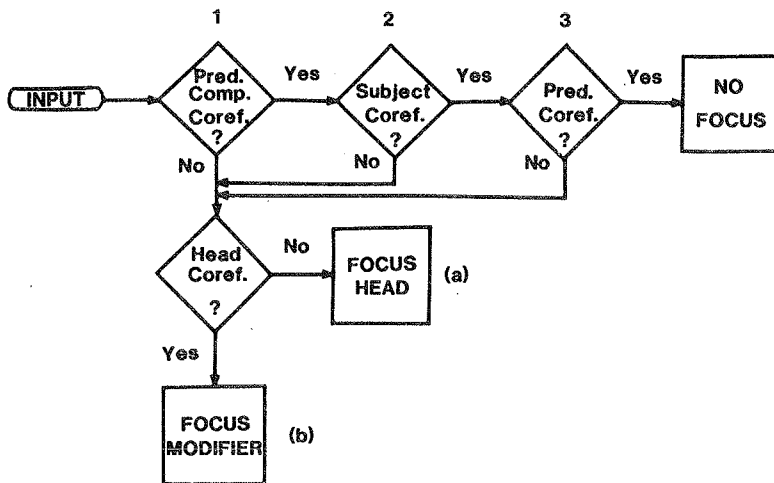 1
2
3
INPUT
Pred.
Comp.
Coref.
?
Yes
Subject
Coref.
?
Yes
Pred.
Coref.
?
Yes
NO
FOCUS
No
No
No
Head
Coref.
?
No
FOCUS
HEAD
(a)
Yes
FOCUS
MODIFIER
(b)